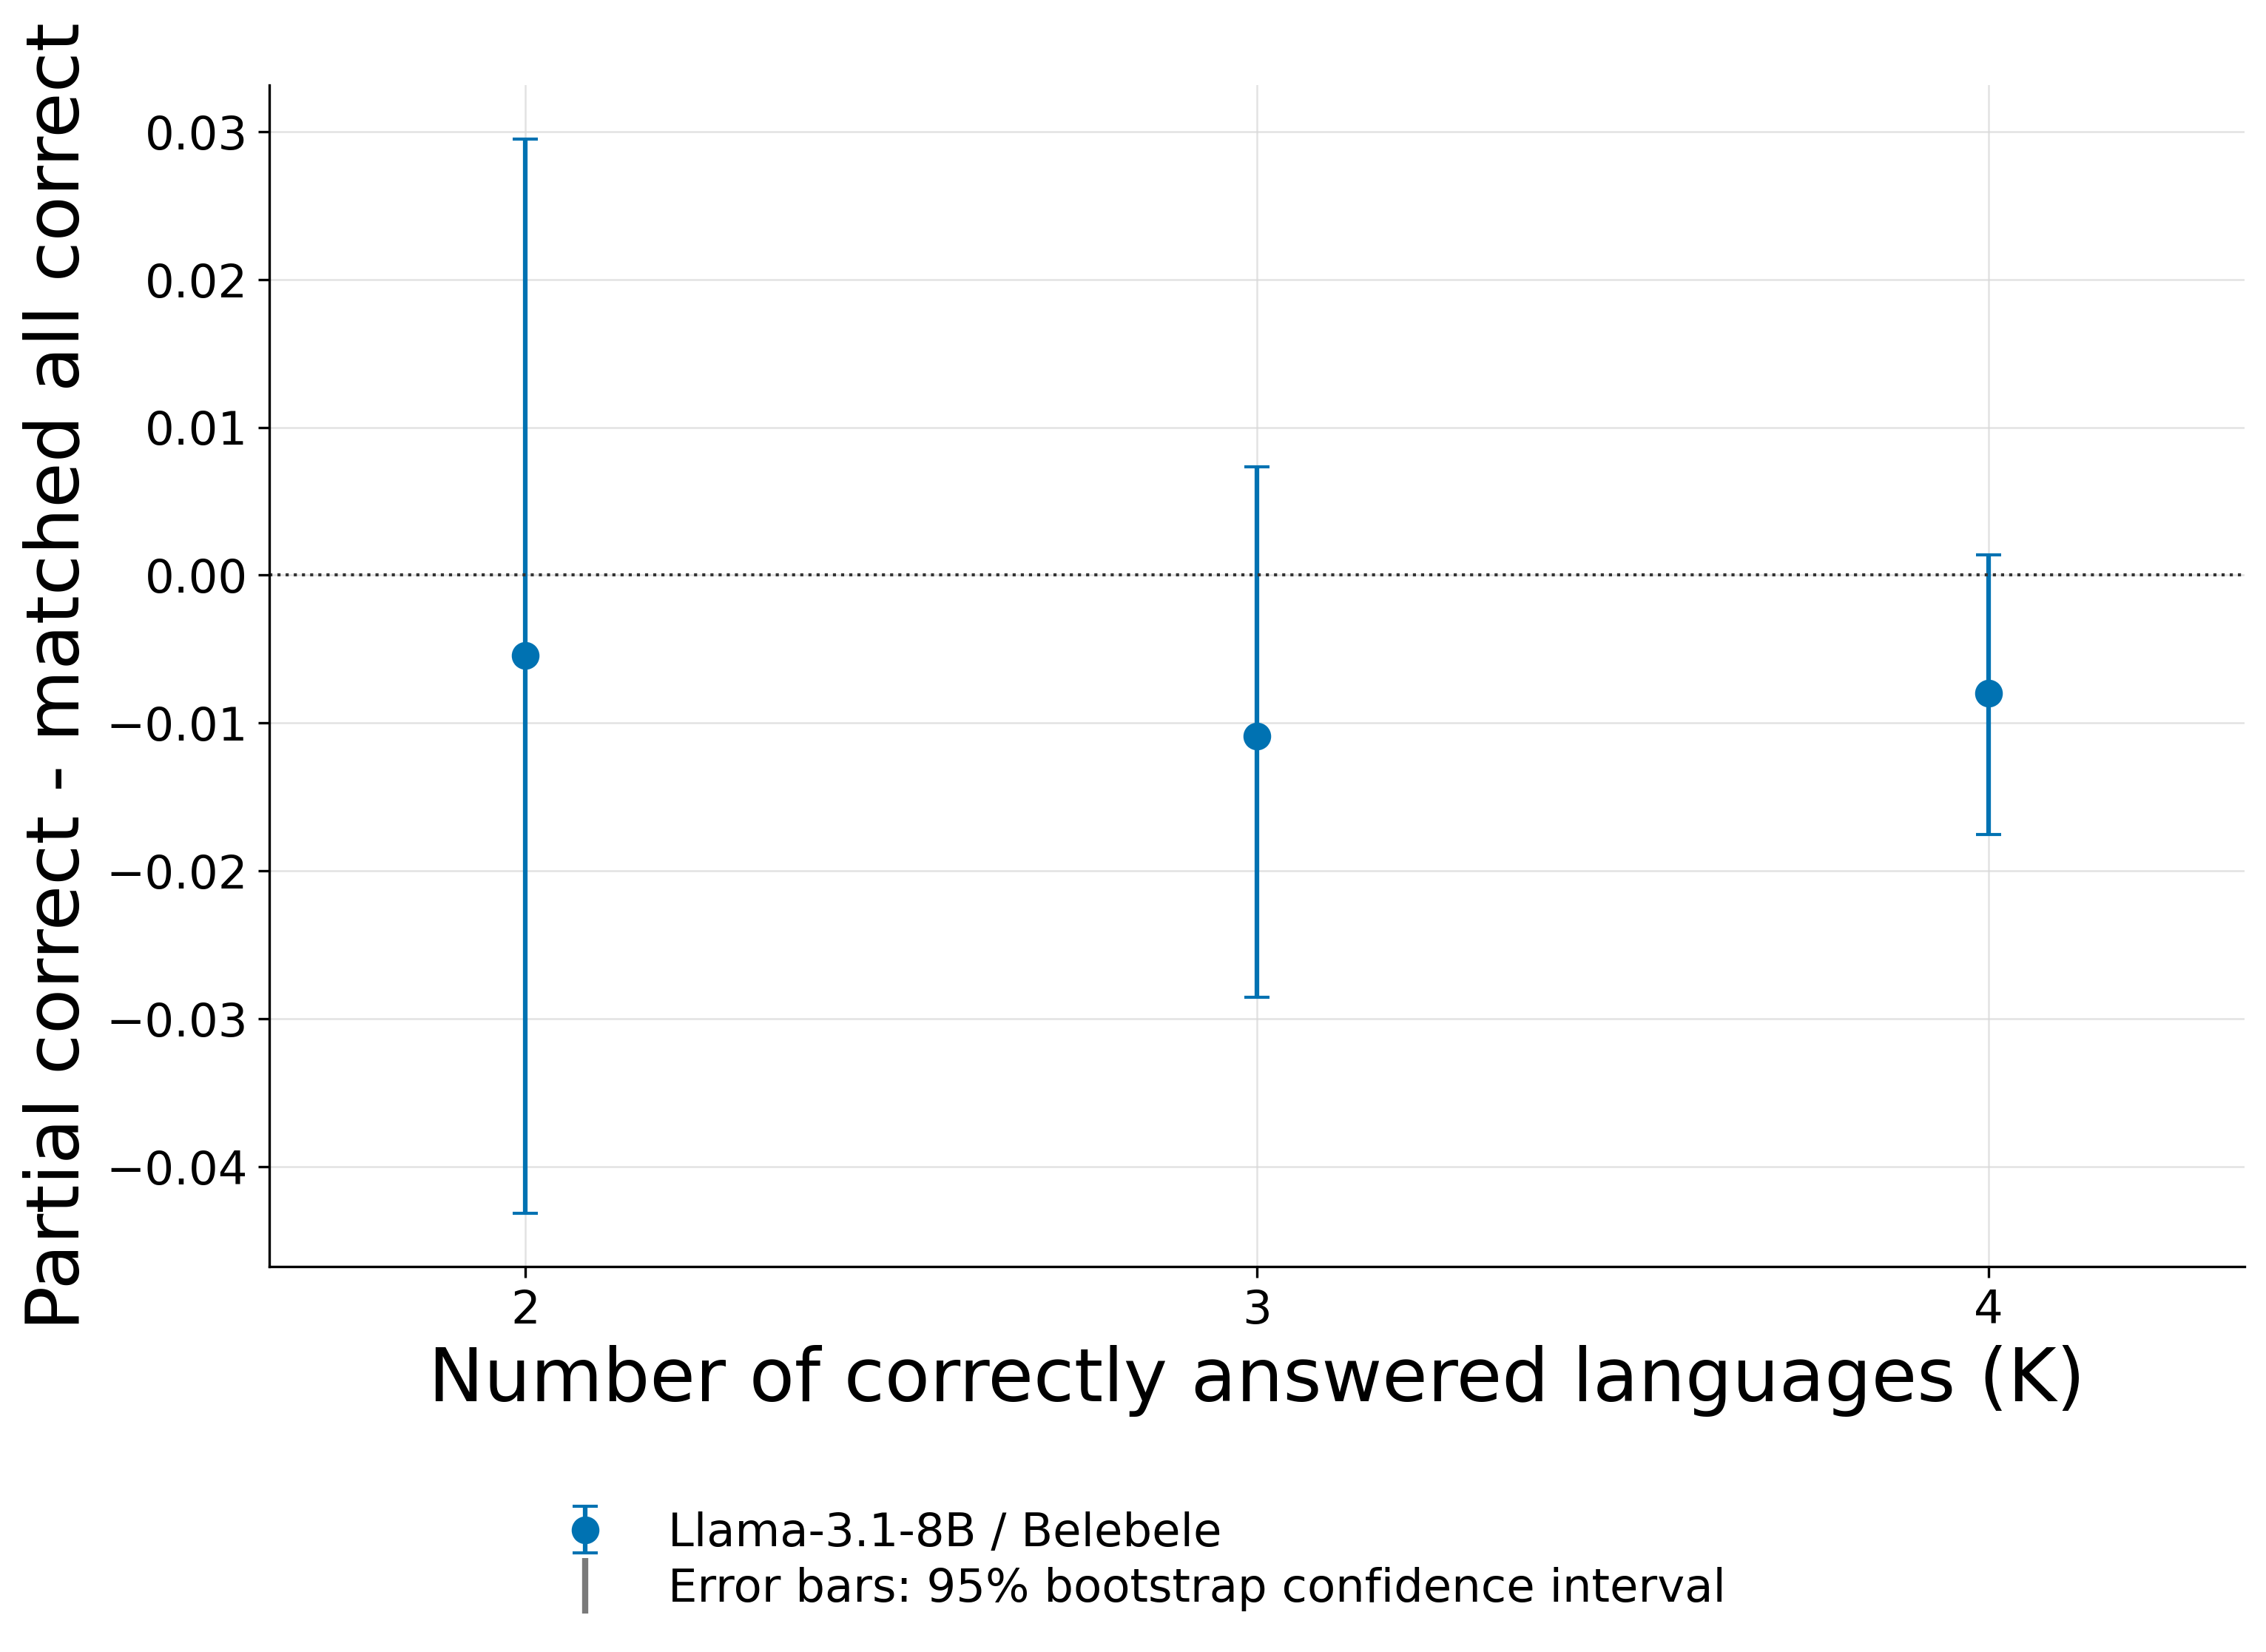 Partial correct - matched all correct
0.03
0.02
0.01
0.00
−0.01
−0.02
−0.03
−0.04
2 3 4
Number of correctly answered languages (K)
Llama-3.1-8B / Belebele
Error bars: 95% bootstrap confidence interval